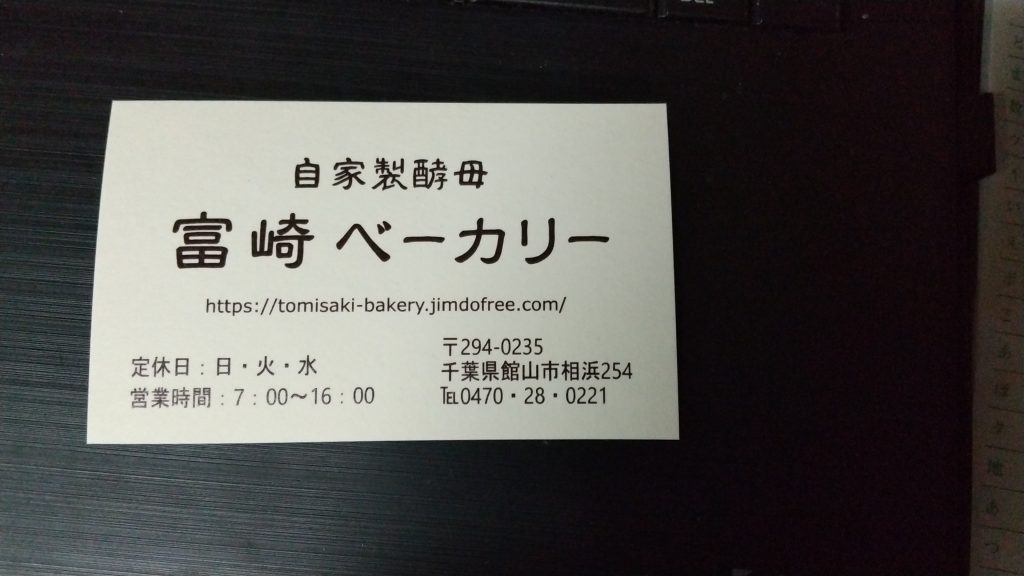 自家製酵母
富崎 ベーカリー
https://tomisaki-bakery.jimdofree.com/
定休日：日・火・水
営業時間：7：00〜16：00
〒294-0235
千葉県館山市相浜254
℡0470・28・0221